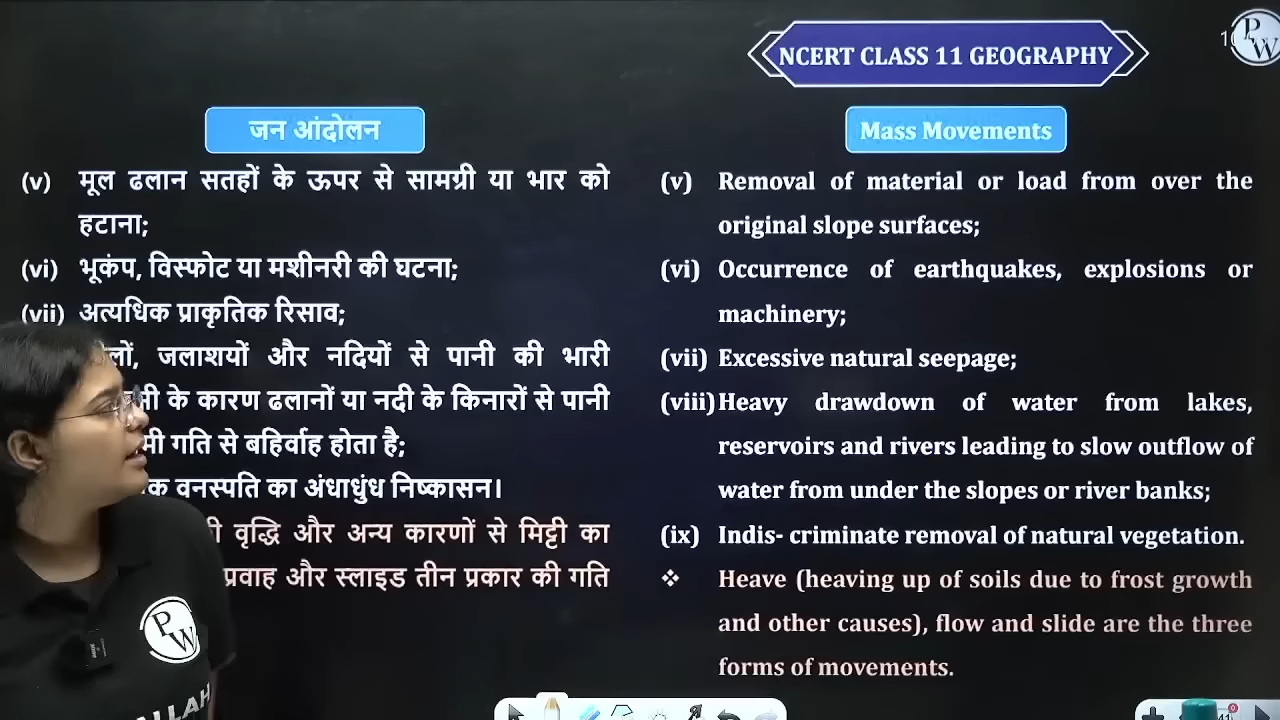 NCERT CLASS 11 GEOGRAPHY
PW
जन आंदोलन
(v) मूल ढलान सतहों के ऊपर से सामग्री या भार को
हटाना;
(vi) भूकंप, विस्फोट या मशीनरी की घटना;
(vii) अत्यधिक प्राकृतिक रिसाव;
जलाशयों और नदियों से पानी की भारी
के कारण ढलानों या नदी के किनारों से पानी
गति से बहिर्वाह होता है;
वनस्पति का अंधाधुंध निष्कासन।
वृद्धि और अन्य कारणों से मिट्टी का
प्रवाह और स्लाइड तीन प्रकार की गति
Mass Movements
(v) Removal of material or load from over the
original slope surfaces;
(vi) Occurrence of earthquakes, explosions or
machinery;
(vii) Excessive natural seepage;
(viii) Heavy drawdown of water from lakes,
reservoirs and rivers leading to slow outflow of
water from under the slopes or river banks;
(ix) Indis- criminate removal of natural vegetation.
❖ Heave (heaving up of soils due to frost growth
and other causes), flow and slide are the three
forms of movements.
PW